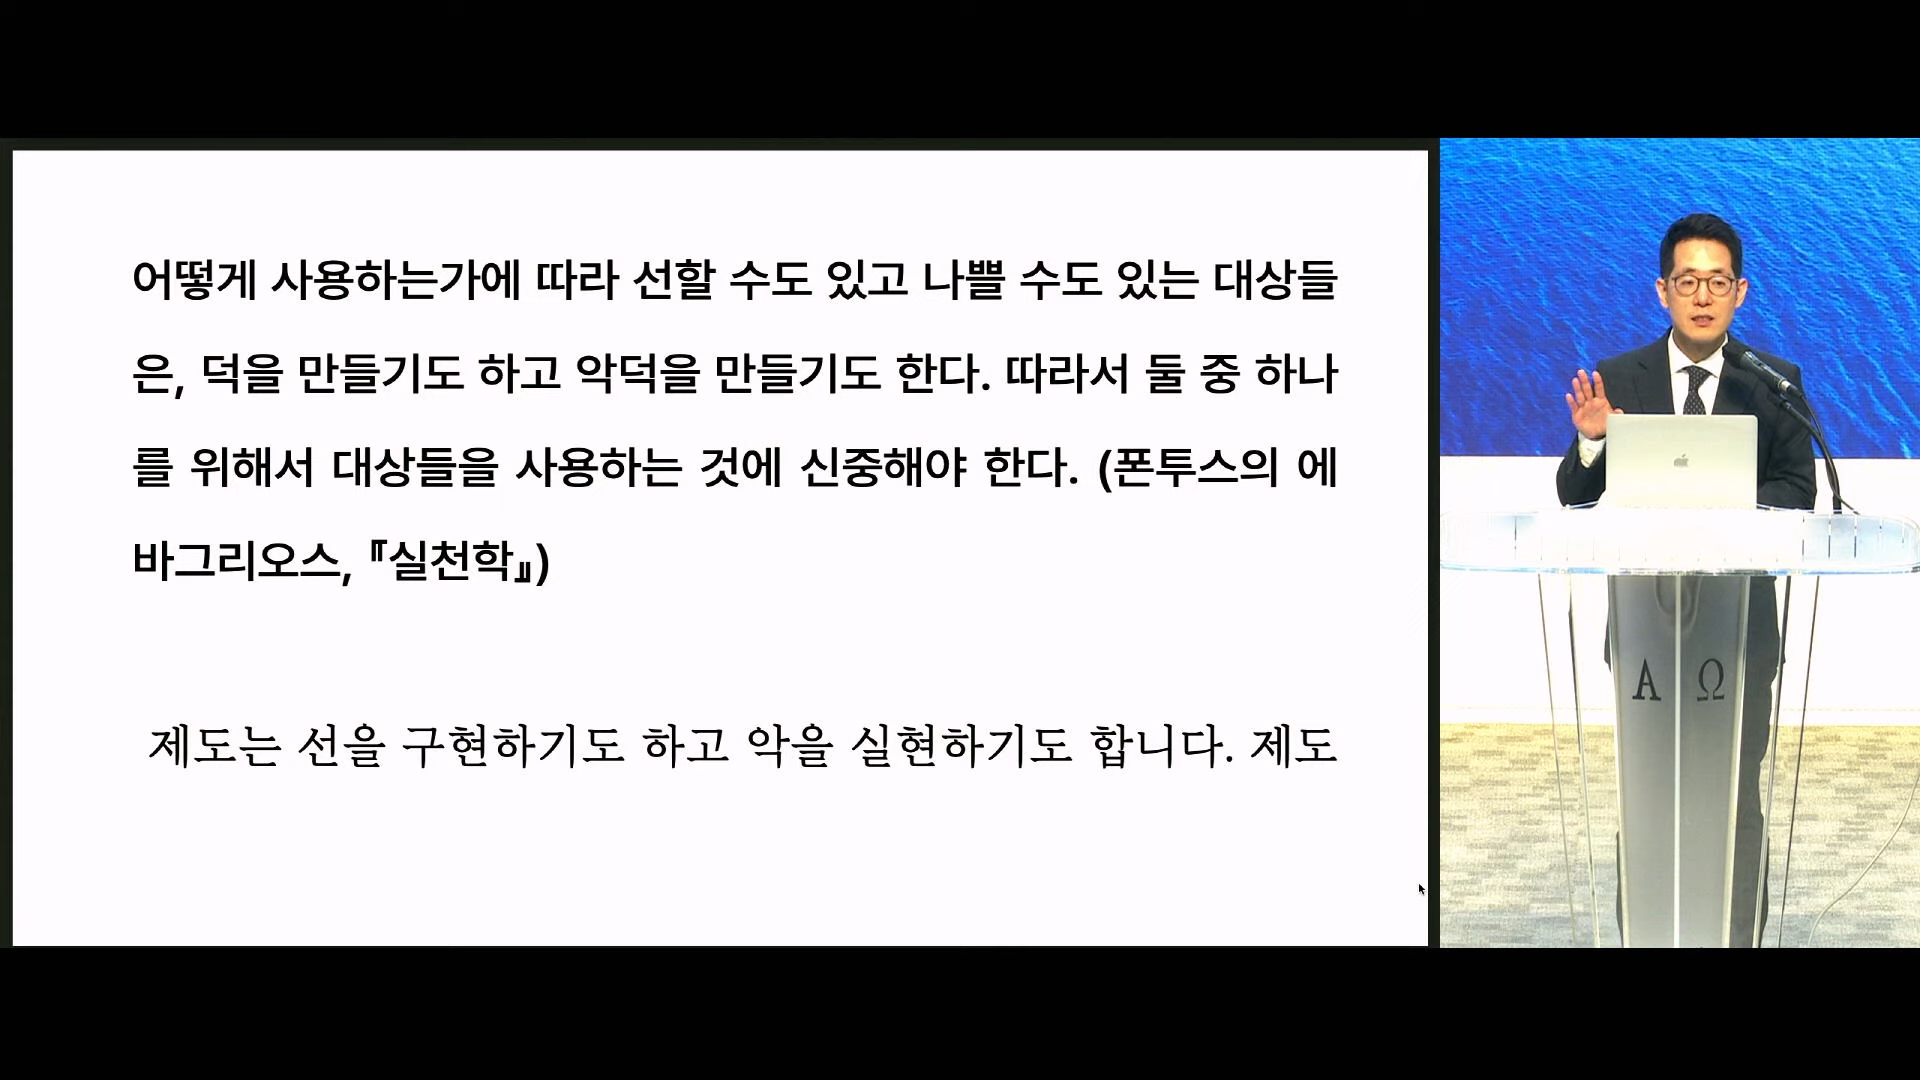 어떻게 사용하는가에 따라 선할 수도 있고 나쁠 수도 있는 대상들
은, 덕을 만들기도 하고 악덕을 만들기도 한다. 따라서 둘 중 하나
를 위해서 대상들을 사용하는 것에 신중해야 한다. (폰투스의 에
바그리오스, 『실천학』)
제도는 선을 구현하기도 하고 악을 실현하기도 합니다. 제도
Α Ω